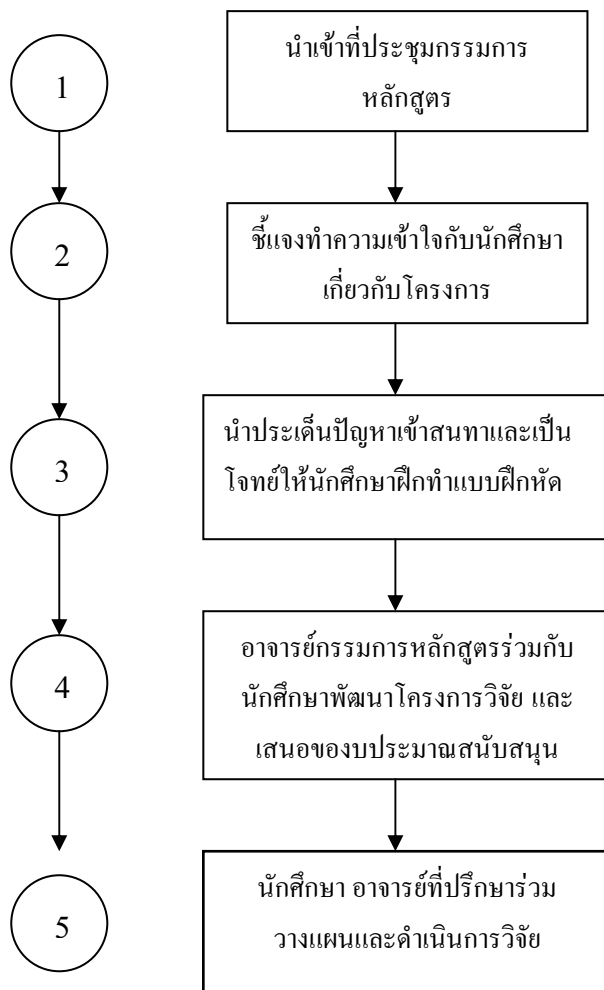 1
นำเข้าที่ประชุมกรรมการ
หลักสูตร
2
ชี้แจงทำความเข้าใจกับนักศึกษา
เกี่ยวกับโครงการ
3
นำประเด็นปัญหาเข้าสนทาและเป็น
โจทย์ให้นักศึกษาฝึกทำแบบฝึกหัด
4
อาจารย์กรรมการหลักสูตรร่วมกับ
นักศึกษาพัฒนาโครงการวิจัย และ
เสนอของบประมาณสนับสนุน
5
นักศึกษา อาจารย์ที่ปรึกษาร่วม
วางแผนและดำเนินการวิจัย